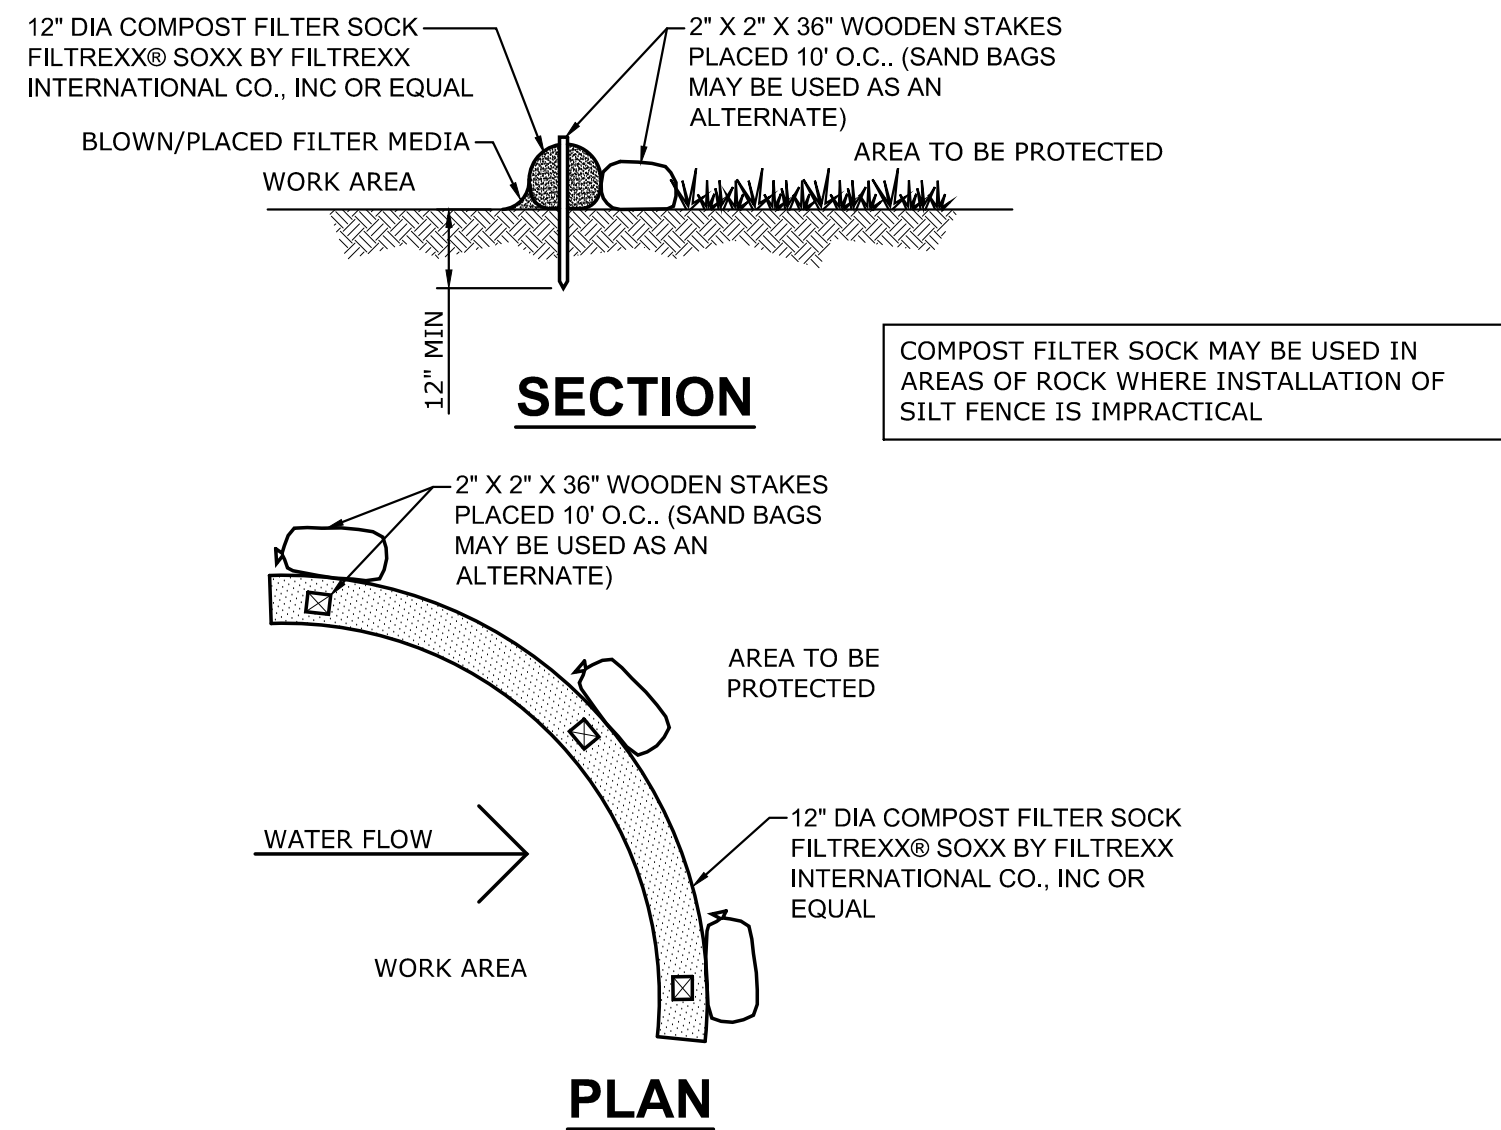 12" DIA COMPOST FILTER SOCK
FILTREXX® SOXX BY FILTREXX
INTERNATIONAL CO., INC OR EQUAL
2" X 2" X 36" WOODEN STAKES
PLACED 10' O.C.. (SAND BAGS
MAY BE USED AS AN
ALTERNATE)
BLOWN/PLACED FILTER MEDIA
AREA TO BE PROTECTED
WORK AREA
12" MIN
SECTION
COMPOST FILTER SOCK MAY BE USED IN
AREAS OF ROCK WHERE INSTALLATION OF
SILT FENCE IS IMPRACTICAL
2" X 2" X 36" WOODEN STAKES
PLACED 10' O.C.. (SAND BAGS
MAY BE USED AS AN
ALTERNATE)
AREA TO BE
PROTECTED
WATER FLOW
12" DIA COMPOST FILTER SOCK
FILTREXX® SOXX BY FILTREXX
INTERNATIONAL CO., INC OR
EQUAL
WORK AREA
PLAN